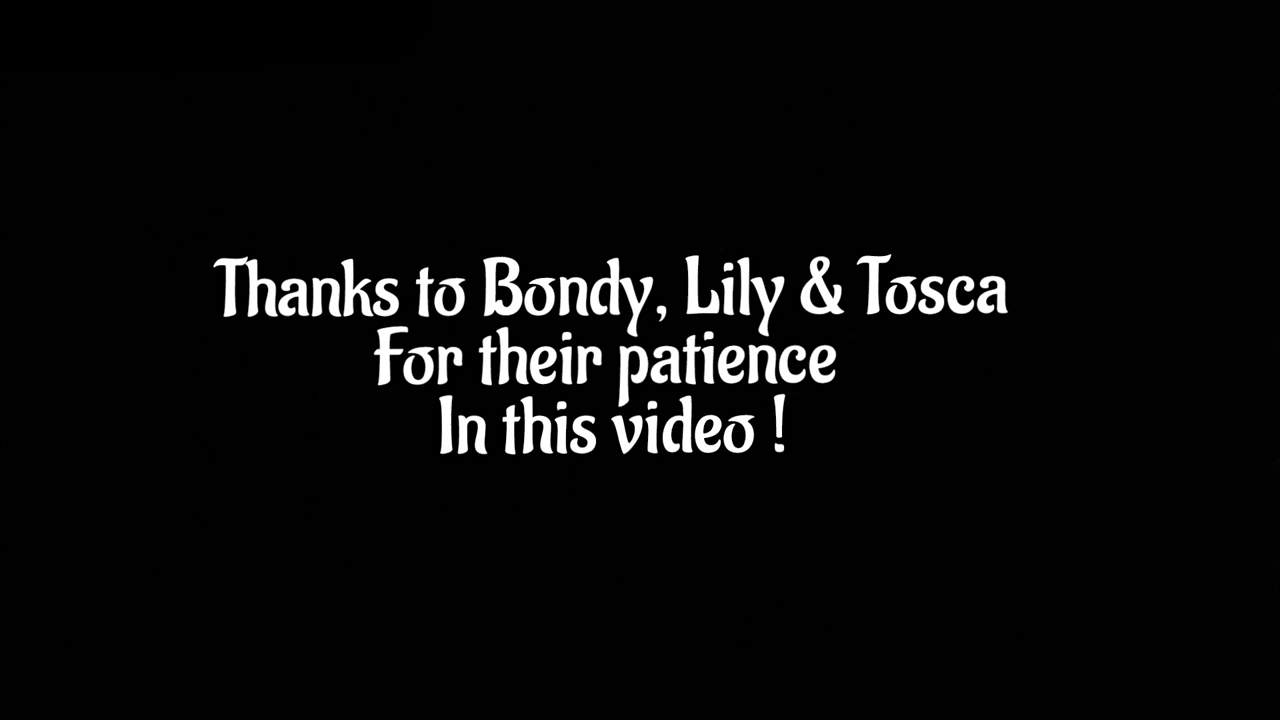 Thanks to Bondy, Lily & Tosca
For their patience
In this video !